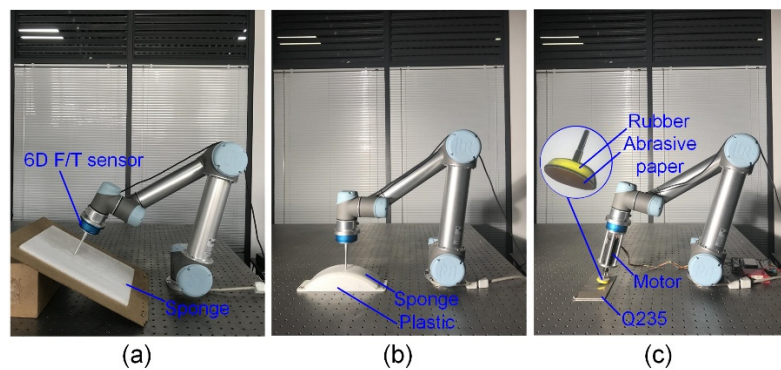 6D F/T sensor
Sponge
(a)
Sponge
Plastic
(b)
Rubber
Abrasive
paper
Motor
Q235
(c)